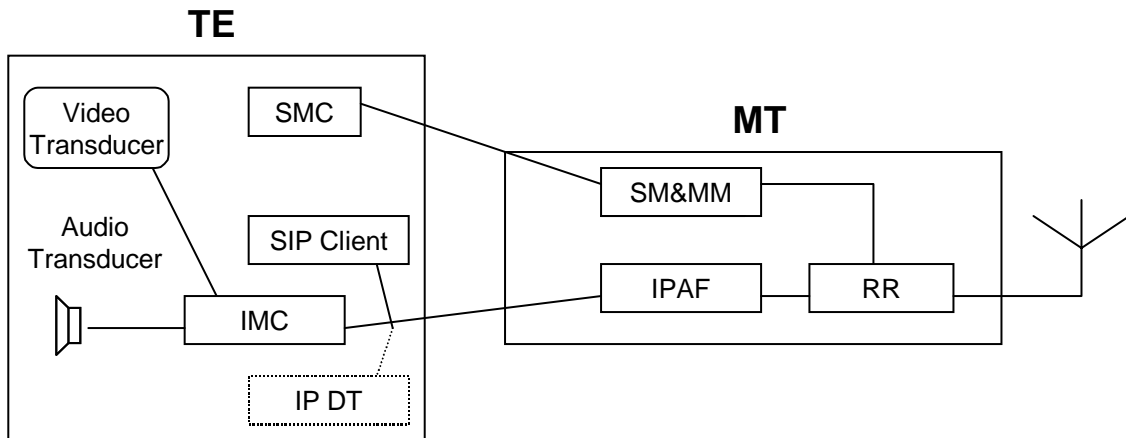 TE
Video
Transducer
SMC
MT
SM&MM
Audio
Transducer
SIP Client
IPAF
RR
IMC
IP DT